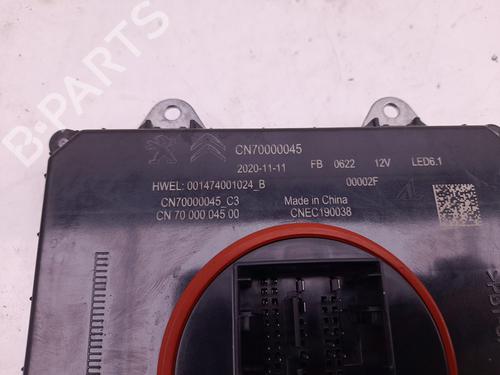 CN70000045
2020-11-11 FB 0622 12V LED6.1
HWEL: 001474001024_B 00002F
CN70000045_C3 Made in China
CN 70 000 045 00 CNEC190038
B-PARTS